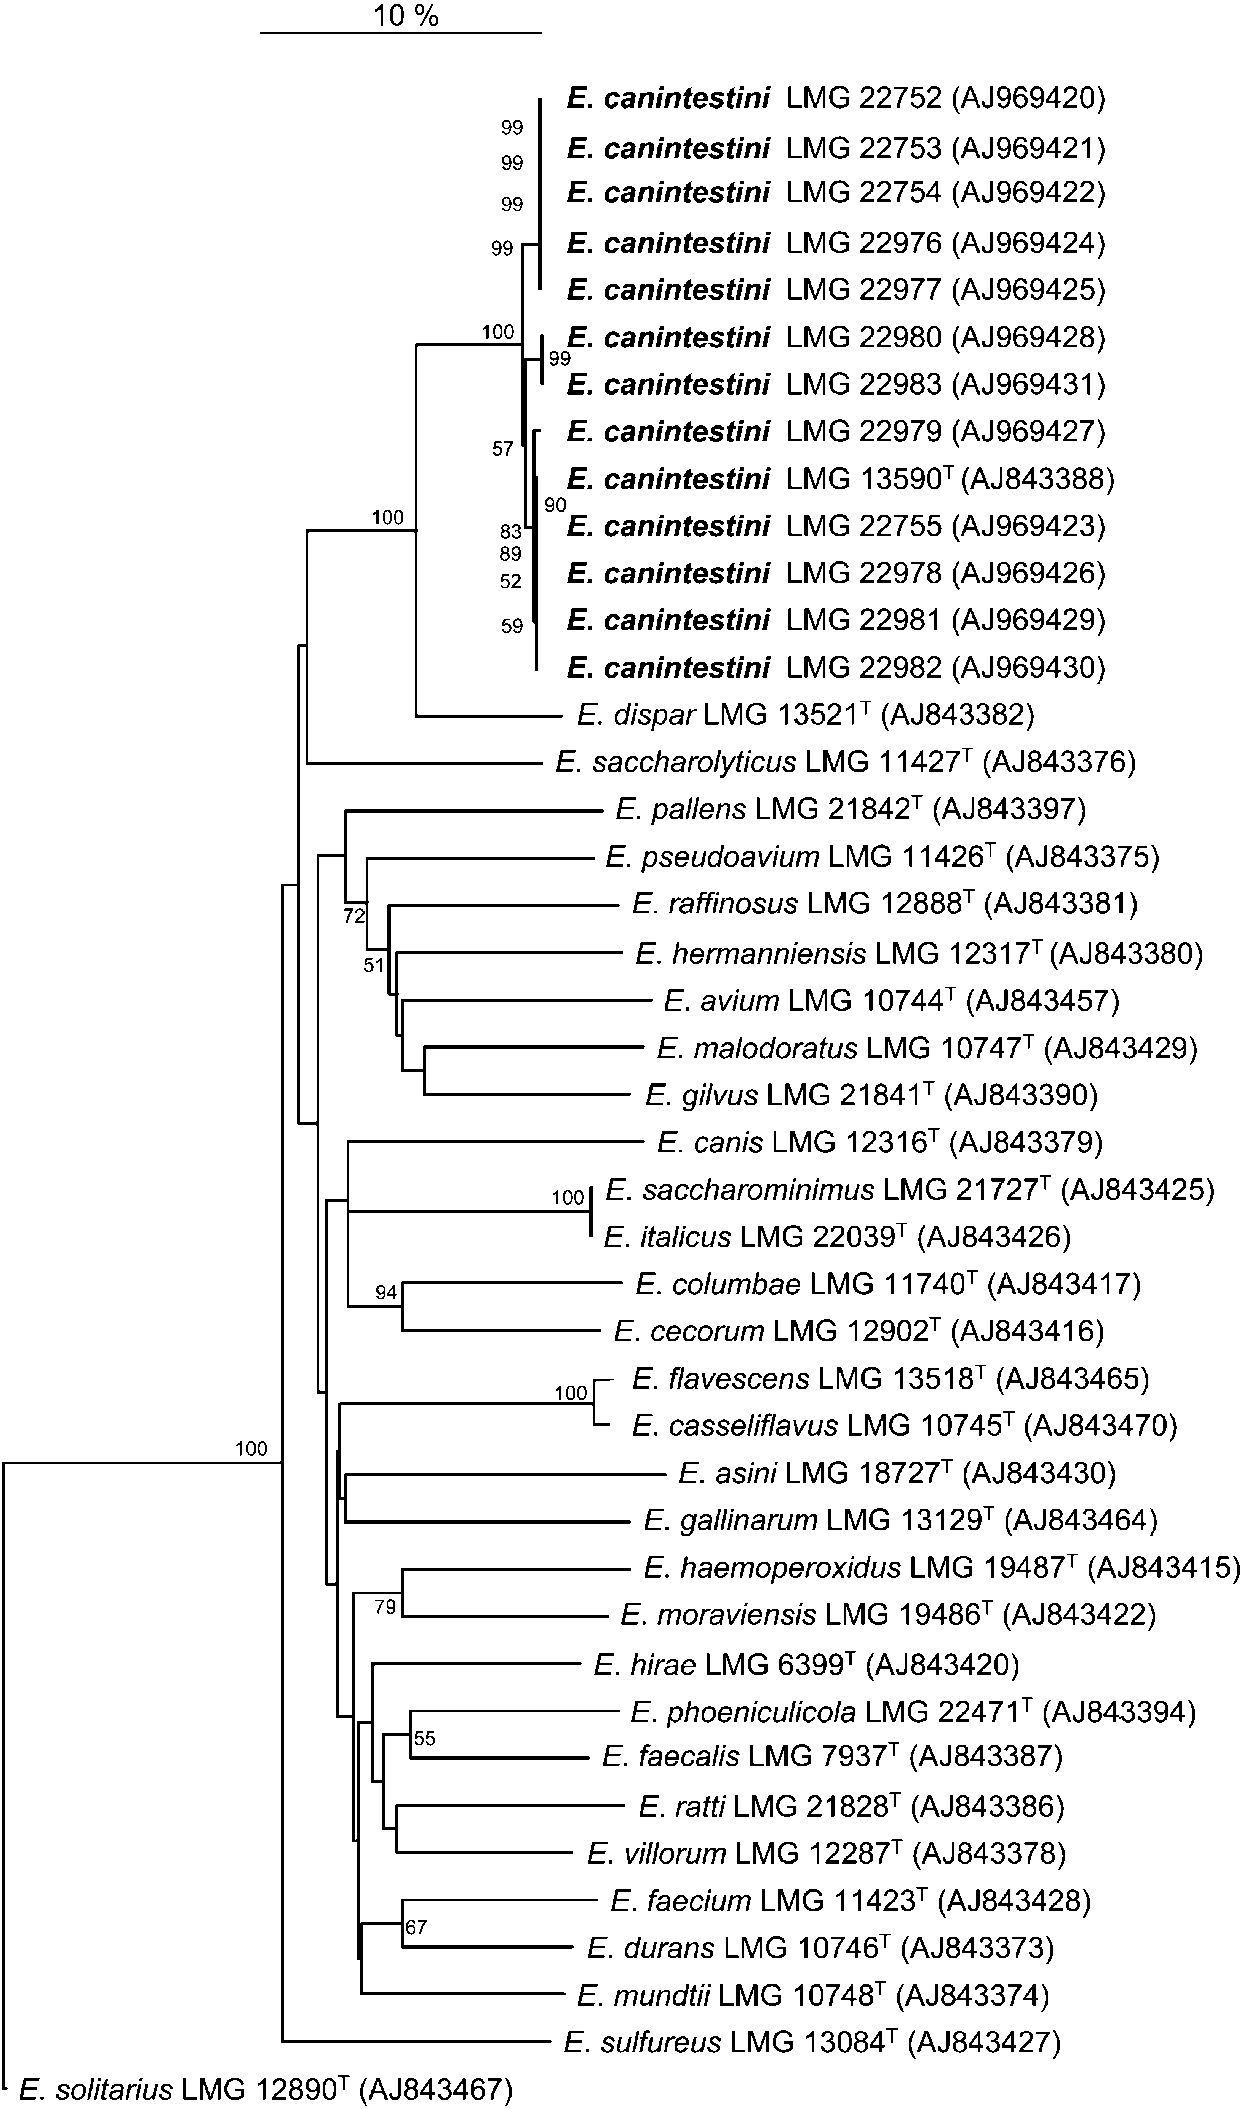 10 %
E. canintestini LMG 22752 (AJ969420)
99
E. canintestini LMG 22753 (AJ969421)
99
E. canintestini LMG 22754 (AJ969422)
99
E. canintestini LMG 22976 (AJ969424)
99
E. canintestini LMG 22977 (AJ969425)
100
E. canintestini LMG 22980 (AJ969428)
99
E. canintestini LMG 22983 (AJ969431)
E. canintestini LMG 22979 (AJ969427)
57
E. canintestini LMG 13590ᵀ (AJ843388)
90
100
E. canintestini LMG 22755 (AJ969423)
83
89
E. canintestini LMG 22978 (AJ969426)
52
E. canintestini LMG 22981 (AJ969429)
59
E. canintestini LMG 22982 (AJ969430)
E. dispar LMG 13521ᵀ (AJ843382)
E. saccharolyticus LMG 11427ᵀ (AJ843376)
E. pallens LMG 21842ᵀ (AJ843397)
E. pseudoavium LMG 11426ᵀ (AJ843375)
E. raffinosus LMG 12888ᵀ (AJ843381)
72
E. hermanniensis LMG 12317ᵀ (AJ843380)
51
E. avium LMG 10744ᵀ (AJ843457)
E. malodoratus LMG 10747ᵀ (AJ843429)
E. gilvus LMG 21841ᵀ (AJ843390)
E. canis LMG 12316ᵀ (AJ843379)
100
E. saccharominimus LMG 21727ᵀ (AJ843425)
E. italicus LMG 22039ᵀ (AJ843426)
E. columbae LMG 11740ᵀ (AJ843417)
94
E. cecorum LMG 12902ᵀ (AJ843416)
E. flavescens LMG 13518ᵀ (AJ843465)
100
E. casseliflavus LMG 10745ᵀ (AJ843470)
100
E. asini LMG 18727ᵀ (AJ843430)
E. gallinarum LMG 13129ᵀ (AJ843464)
E. haemoperoxidus LMG 19487ᵀ (AJ843415)
79
E. moraviensis LMG 19486ᵀ (AJ843422)
E. hirae LMG 6399ᵀ (AJ843420)
E. phoeniculicola LMG 22471ᵀ (AJ843394)
55
E. faecalis LMG 7937ᵀ (AJ843387)
E. ratti LMG 21828ᵀ (AJ843386)
E. villorum LMG 12287ᵀ (AJ843378)
E. faecium LMG 11423ᵀ (AJ843428)
67
E. durans LMG 10746ᵀ (AJ843373)
E. mundtii LMG 10748ᵀ (AJ843374)
E. sulfureus LMG 13084ᵀ (AJ843427)
E. solitarius LMG 12890ᵀ (AJ843467)